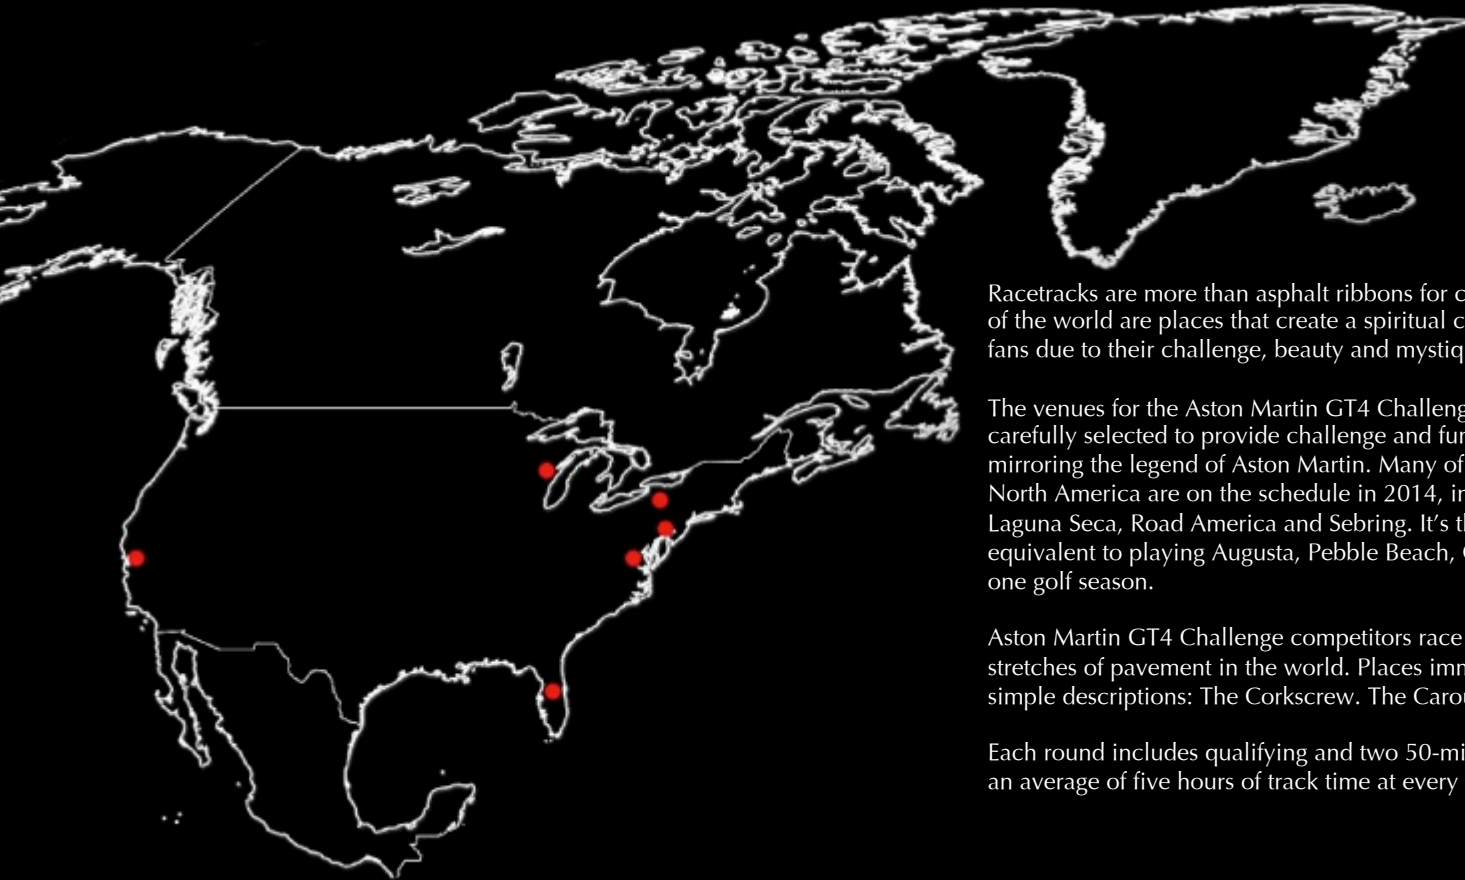 Racetracks are more than asphalt ribbons for
of the world are places that create a spiritual
fans due to their challenge, beauty and
The venues for the Aston Martin GT4
carefully selected to provide challenge and
mirroring the legend of Aston Martin. Many of
North America are on the schedule in 2014,
Laguna Seca, Road America and Sebring. It’s
equivalent to playing Augusta, Pebble Beach,
one golf season.
Aston Martin GT4 Challenge competitors race
stretches of pavement in the world. Places
simple descriptions: The Corkscrew. The
Each round includes qualifying and two
an average of five hours of track time at every